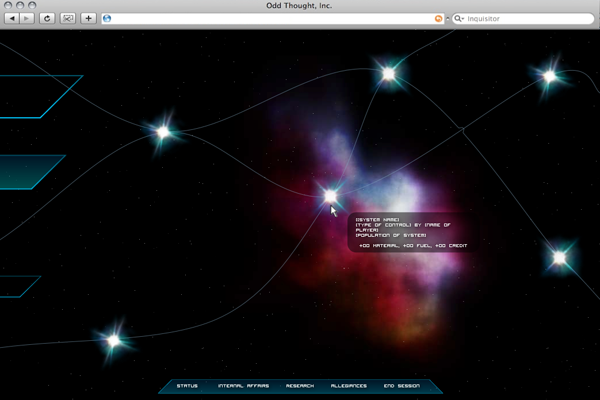 Odd Thought, Inc.
Inquisitor
[SYSTEM NAME]
[TYPE OF CONTROL] BY [NAME OF
PLAYER]
[POPULATION OF SYSTEM]
+00 MATERIAL, +00 FUEL, +00 CREDIT
STATUS INTERNAL AFFAIRS RESEARCH ALLEGIANCES END SESSION